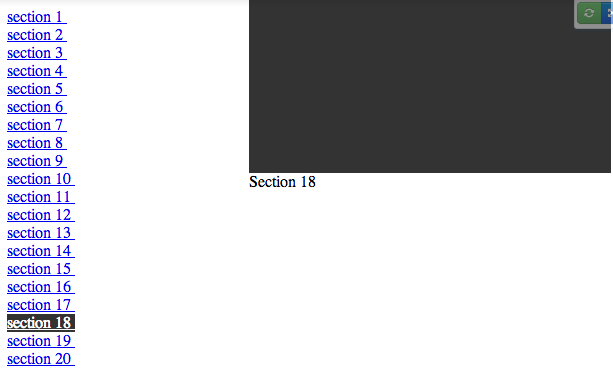 section 1
section 2
section 3
section 4
section 5
section 6
section 7
section 8
section 9
section 10
section 11
section 12
section 13
section 14
section 15
section 16
section 17
section 18
section 19
section 20
Section 18